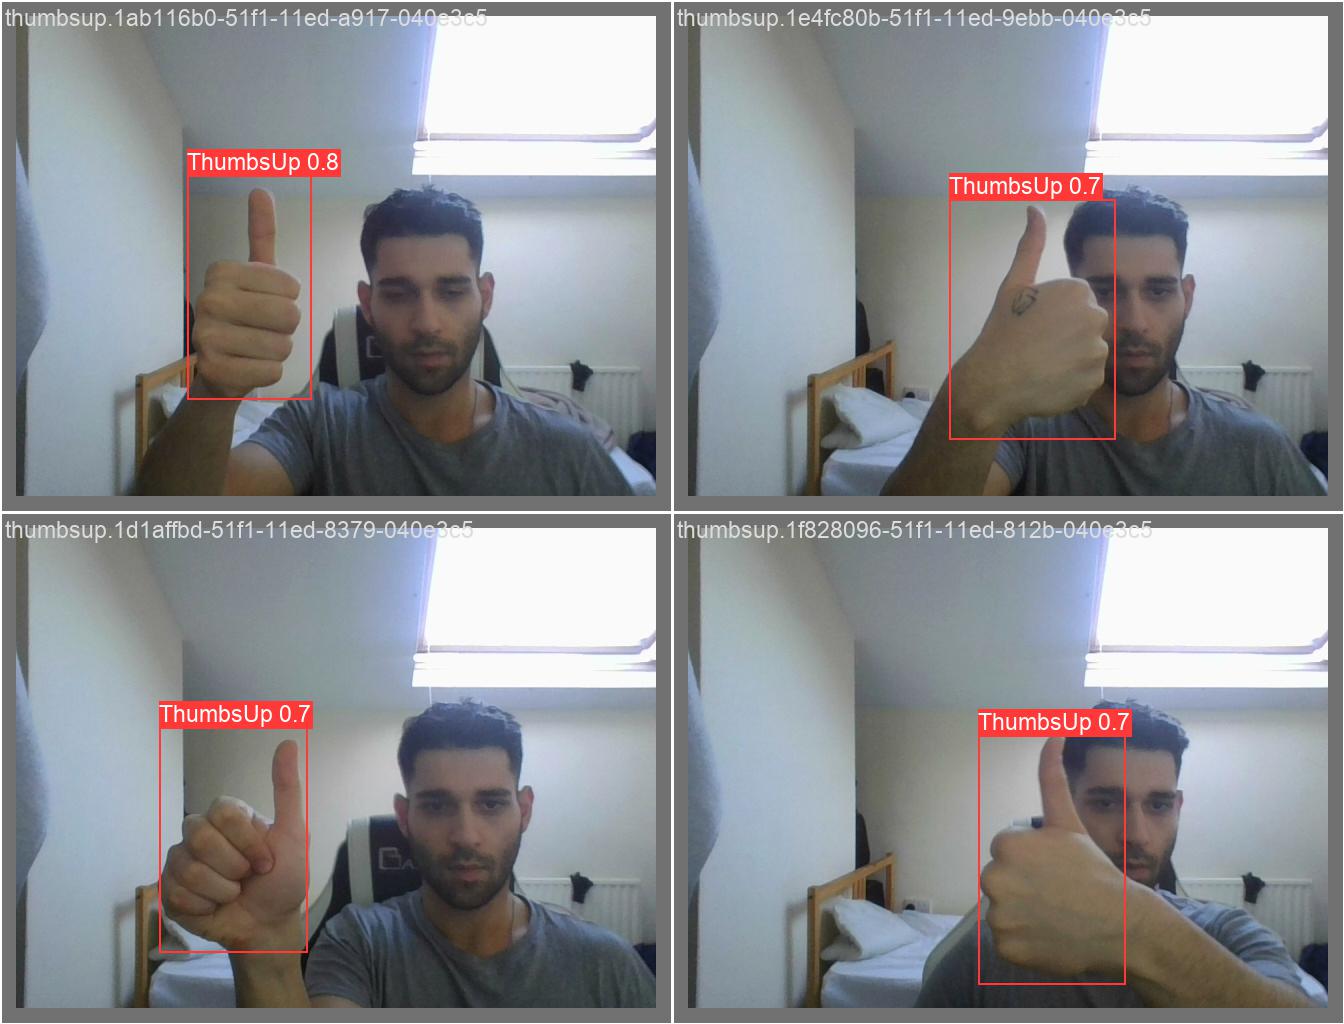 thumbsup.1ab116b0-51f1-11ed-a917-040e3c5
ThumbsUp 0.8
thumbsup.1e4fc80b-51f1-11ed-9ebb-040e3c5
ThumbsUp 0.7
thumbsup.1d1affbd-51f1-11ed-8379-040e3c5
ThumbsUp 0.7
thumbsup.1f828096-51f1-11ed-812b-040e3c5
ThumbsUp 0.7